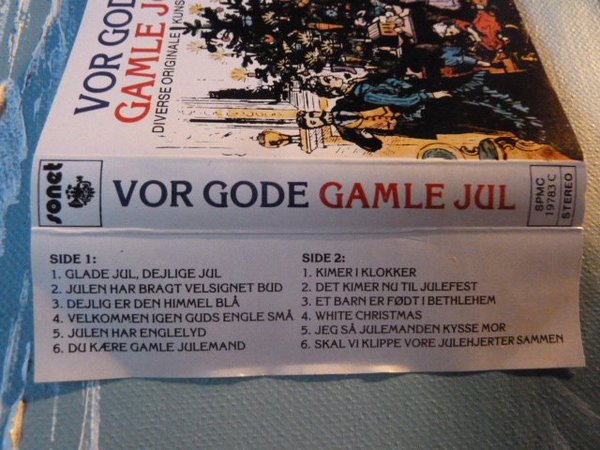 VOR GOD
GAMLE JU
DIVERSE ORIGINALE KUNS
sonet
VOR GODE GAMLE JUL
SPMC
19783 C
STEREO
SIDE 1:
1. GLADE JUL, DEJLIGE JUL
2. JULEN HAR BRAGT VELSIGNET BUD
3. DEJLIG ER DEN HIMMEL BLÅ
4. VELKOMMEN IGEN GUDS ENGLE SMÅ
5. JULEN HAR ENGLELYD
6. DU KÆRE GAMLE JULEMAND
SIDE 2:
1. KIMER I KLOKKER
2. DET KIMER NU TIL JULEFEST
3. ET BARN ER FØDT I BETHLEHEM
4. WHITE CHRISTMAS
5. JEG SÅ JULEMANDEN KYSSE MOR
6. SKAL VI KLIPPE VORE JULEHJERTER SAMMEN